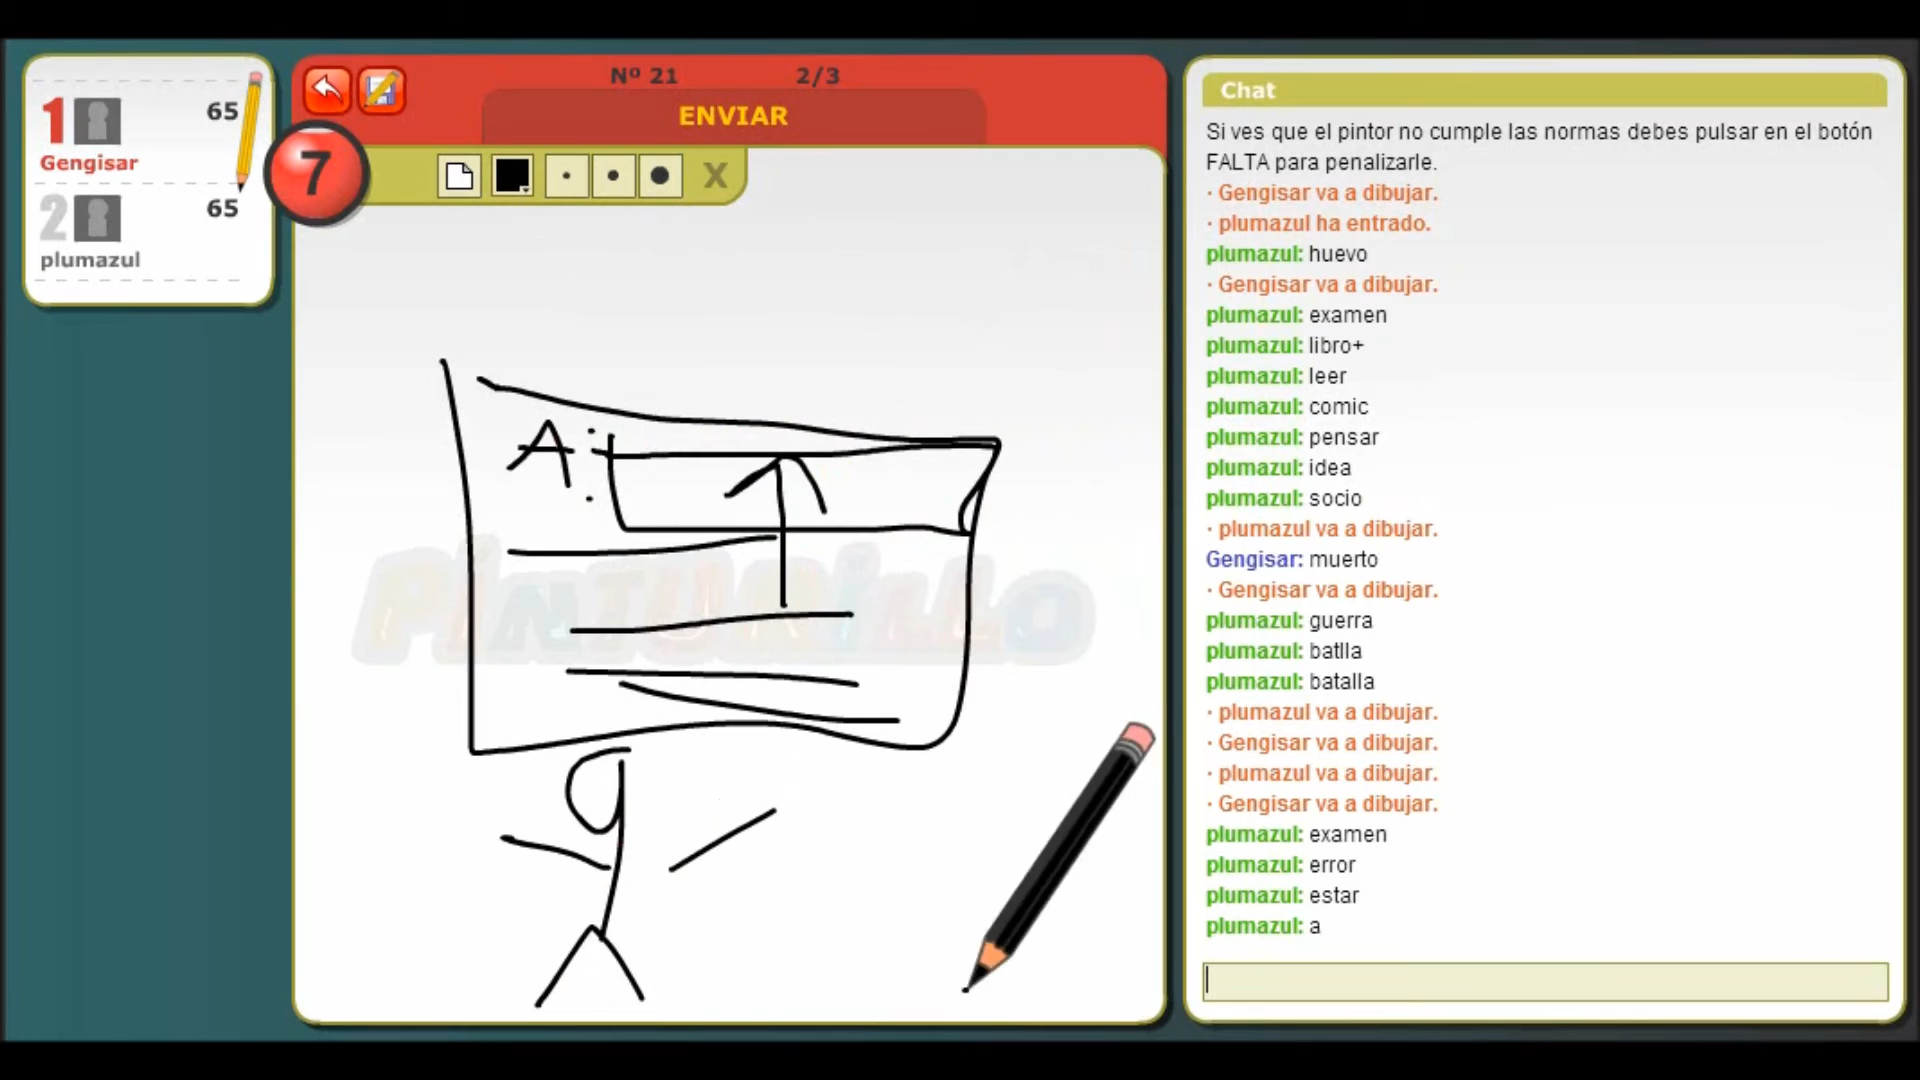 1
65
Gengisar
2
65
plumazul
Nº 21 2/3
ENVIAR
7
X
A:
PINTURILLO
Chat
Si ves que el pintor no cumple las normas debes pulsar en el botón
FALTA para penalizarle.
· Gengisar va a dibujar.
· plumazul ha entrado.
plumazul: huevo
· Gengisar va a dibujar.
plumazul: examen
plumazul: libro+
plumazul: leer
plumazul: comic
plumazul: pensar
plumazul: idea
plumazul: socio
· plumazul va a dibujar.
Gengisar: muerto
· Gengisar va a dibujar.
plumazul: guerra
plumazul: batlla
plumazul: batalla
· plumazul va a dibujar.
· Gengisar va a dibujar.
· plumazul va a dibujar.
· Gengisar va a dibujar.
plumazul: examen
plumazul: error
plumazul: estar
plumazul: a